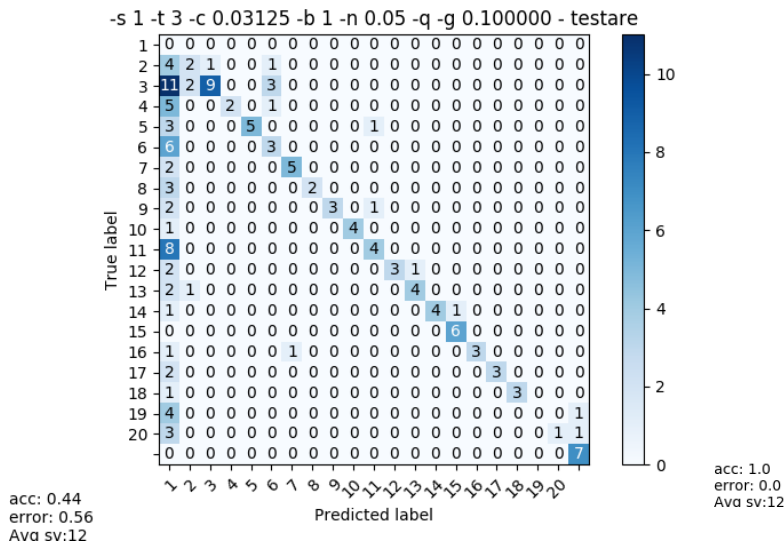 -s 1 -t 3 -c 0.03125 -b 1 -n 0.05 -q -g 0.100000 - testare
1 0 0 0 0 0 0 0 0 0 0 0 0 0 0 0 0 0 0 0 0 0
2 4 2 1 0 0 1 0 0 0 0 0 0 0 0 0 0 0 0 0 0 0
3 11 2 9 0 0 3 0 0 0 0 0 0 0 0 0 0 0 0 0 0 0
4 5 0 0 2 0 1 0 0 0 0 0 0 0 0 0 0 0 0 0 0 0
5 3 0 0 0 5 0 0 0 0 0 1 0 0 0 0 0 0 0 0 0 0
6 6 0 0 0 0 3 0 0 0 0 0 0 0 0 0 0 0 0 0 0 0
7 2 0 0 0 0 0 5 0 0 0 0 0 0 0 0 0 0 0 0 0 0
8 3 0 0 0 0 0 0 2 0 0 0 0 0 0 0 0 0 0 0 0 0
9 2 0 0 0 0 0 0 0 3 0 1 0 0 0 0 0 0 0 0 0 0
10 1 0 0 0 0 0 0 0 0 4 0 0 0 0 0 0 0 0 0 0 0
11 8 0 0 0 0 0 0 0 0 0 4 0 0 0 0 0 0 0 0 0 0
12 2 0 0 0 0 0 0 0 0 0 0 3 1 0 0 0 0 0 0 0 0
13 2 1 0 0 0 0 0 0 0 0 0 0 4 0 0 0 0 0 0 0 0
14 1 0 0 0 0 0 0 0 0 0 0 0 0 4 1 0 0 0 0 0 0
15 0 0 0 0 0 0 0 0 0 0 0 0 0 0 6 0 0 0 0 0 0
16 1 0 0 0 0 0 1 0 0 0 0 0 0 0 0 3 0 0 0 0 0
17 2 0 0 0 0 0 0 0 0 0 0 0 0 0 0 0 3 0 0 0 0
18 1 0 0 0 0 0 0 0 0 0 0 0 0 0 0 0 0 3 0 0 0
19 4 0 0 0 0 0 0 0 0 0 0 0 0 0 0 0 0 0 0 0 1
20 3 0 0 0 0 0 0 0 0 0 0 0 0 0 0 0 0 0 0 1 1
0 0 0 0 0 0 0 0 0 0 0 0 0 0 0 0 0 0 0 0 7
True label
1 2 3 4 5 6 7 8 9 10 11 12 13 14 15 16 17 18 19 20
Predicted label
10
8
6
4
2
0
acc: 0.44
error: 0.56
Avg sv:12
acc: 1.0
error: 0.0
Avg sv:12